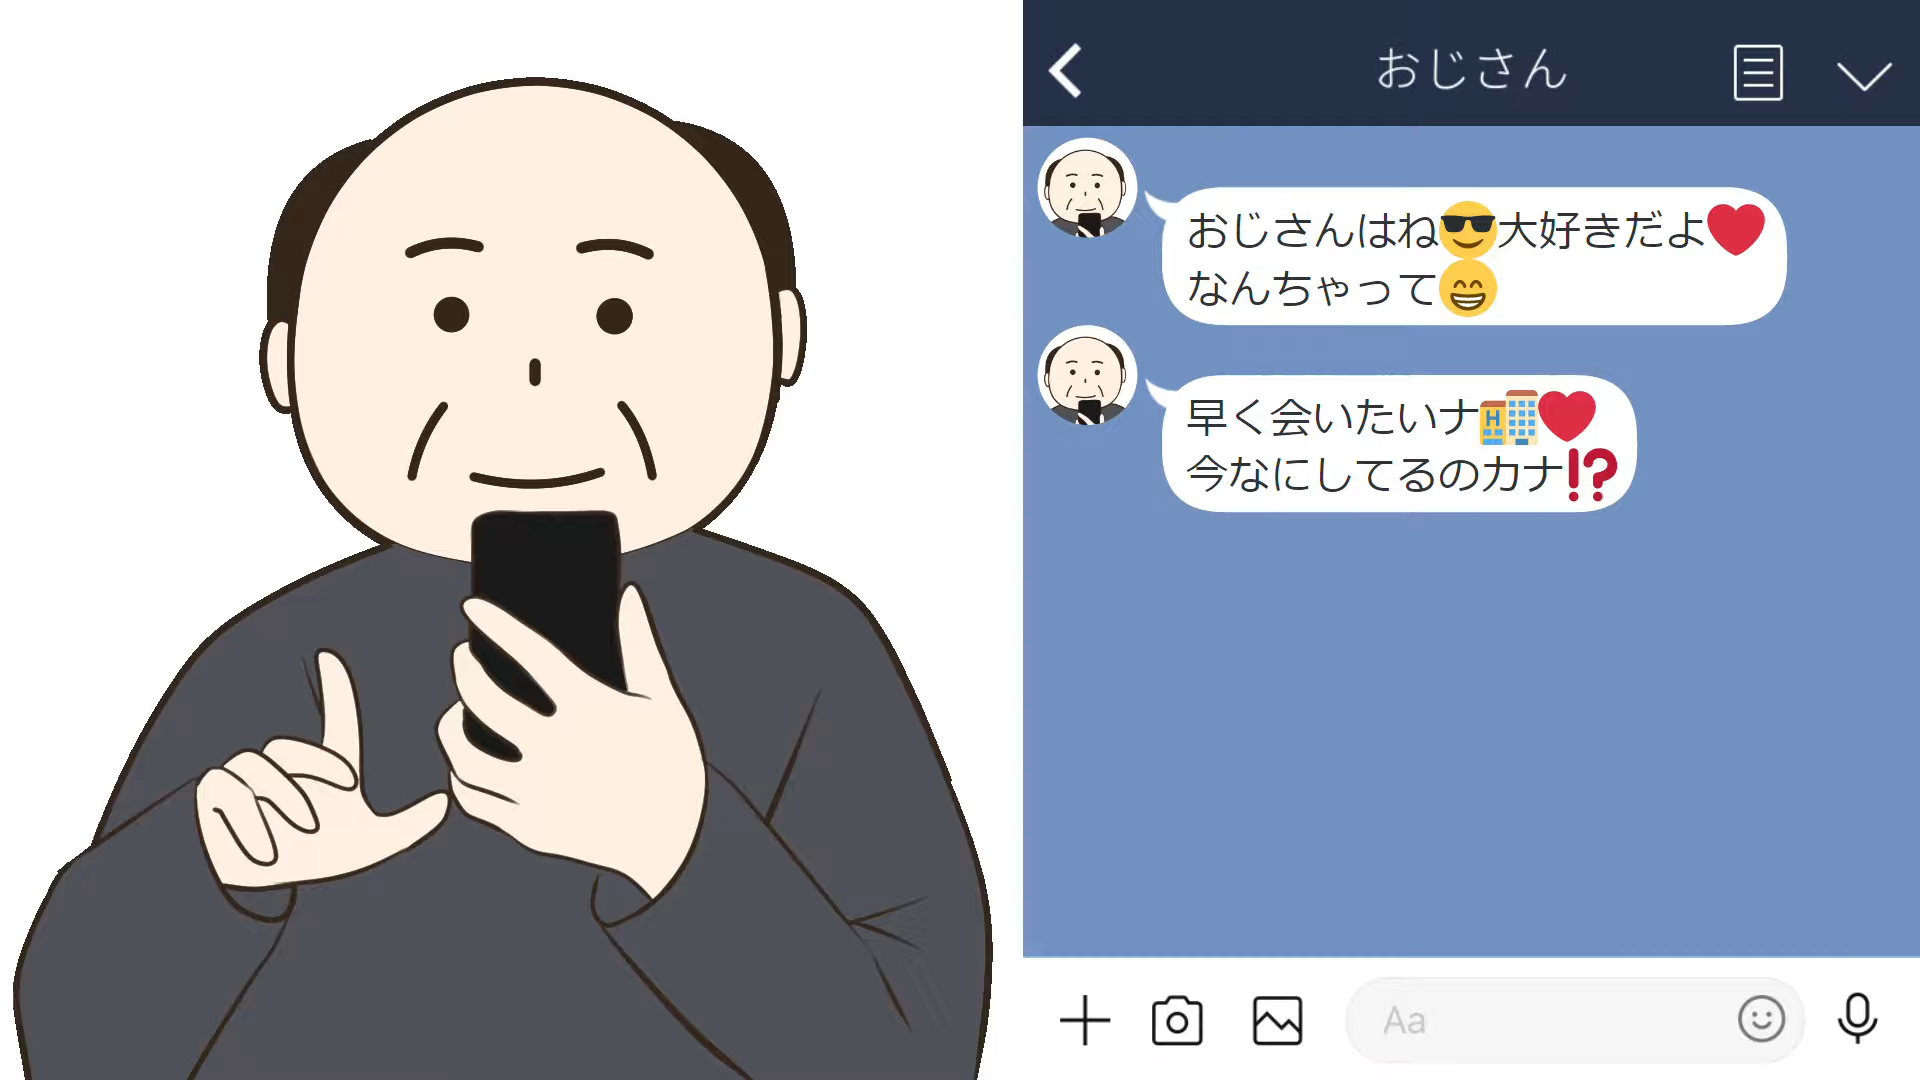 おじさん
おじさんはね😎大好きだよ❤️
なんちゃって😁
早く会いたいナ🏨❤️
今なにしてるのカナ⁉️
Aa